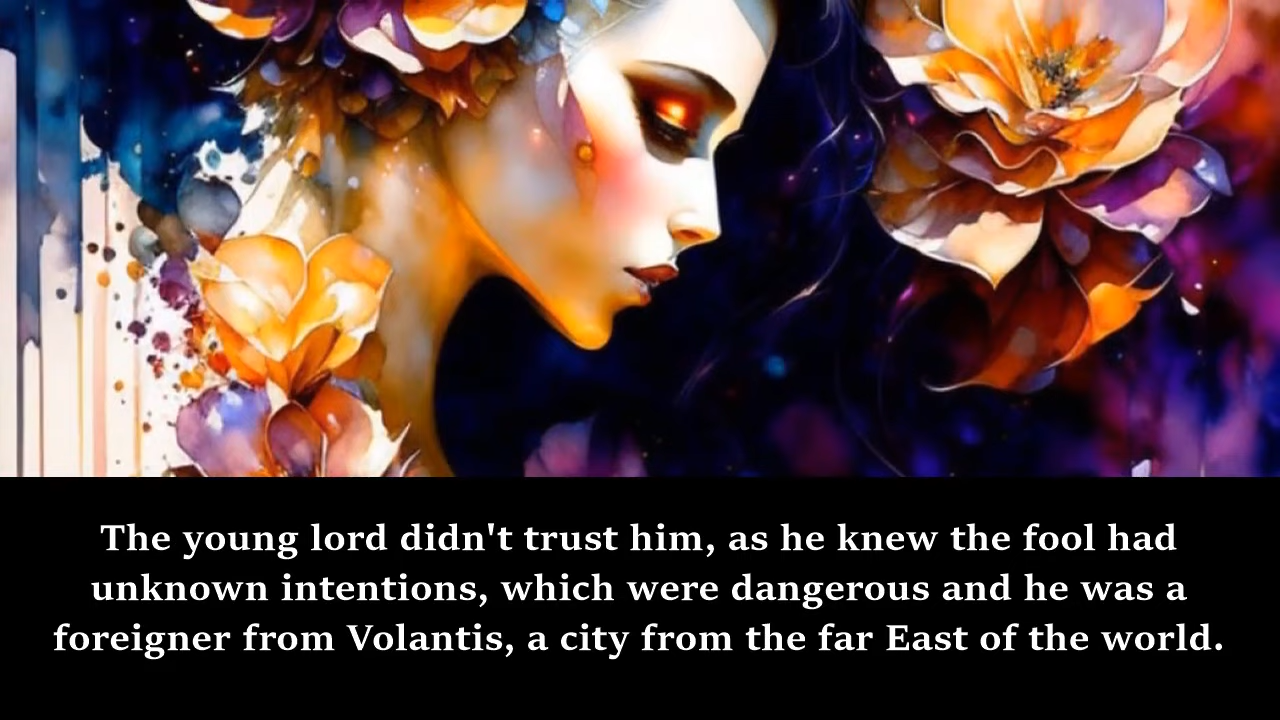 The young lord didn't trust him, as he knew the fool had
unknown intentions, which were dangerous and he was a
foreigner from Volantis, a city from the far East of the world.